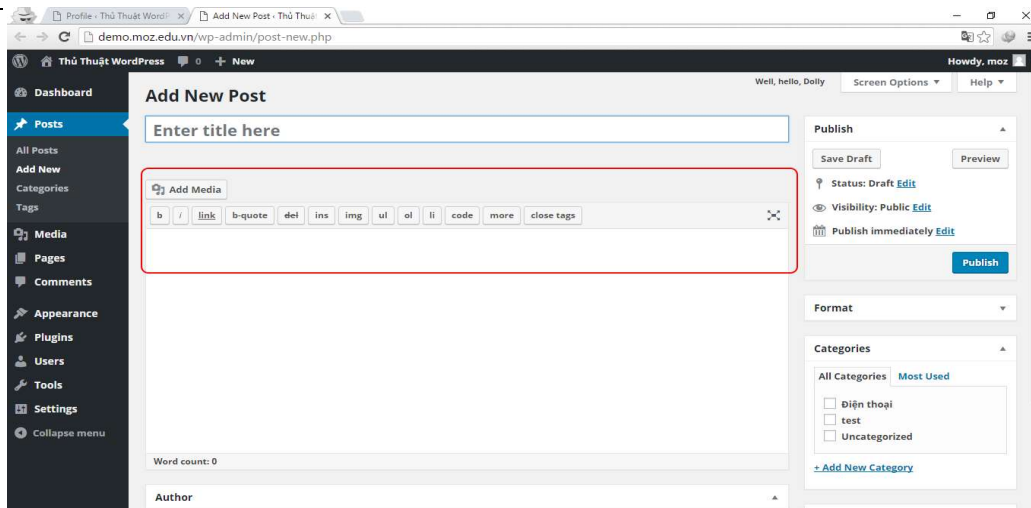 Profile ‹ Thủ Thuật WordP
Add New Post ‹ Thủ Thuậ
demo.moz.edu.vn/wp-admin/post-new.php
Thủ Thuật WordPress 0 + New
Howdy, moz
Dashboard
Posts
All Posts
Add New
Categories
Tags
Media
Pages
Comments
Appearance
Plugins
Users
Tools
Settings
Collapse menu
Well, hello, Dolly
Screen Options
Help
Add New Post
Enter title here
Add Media
b i link b-quote del ins img ul ol li code more close tags
Word count: 0
Author
Publish
Save Draft Preview
Status: Draft Edit
Visibility: Public Edit
Publish immediately Edit
Publish
Format
Categories
All Categories Most Used
Điện thoại
test
Uncategorized
+ Add New Category